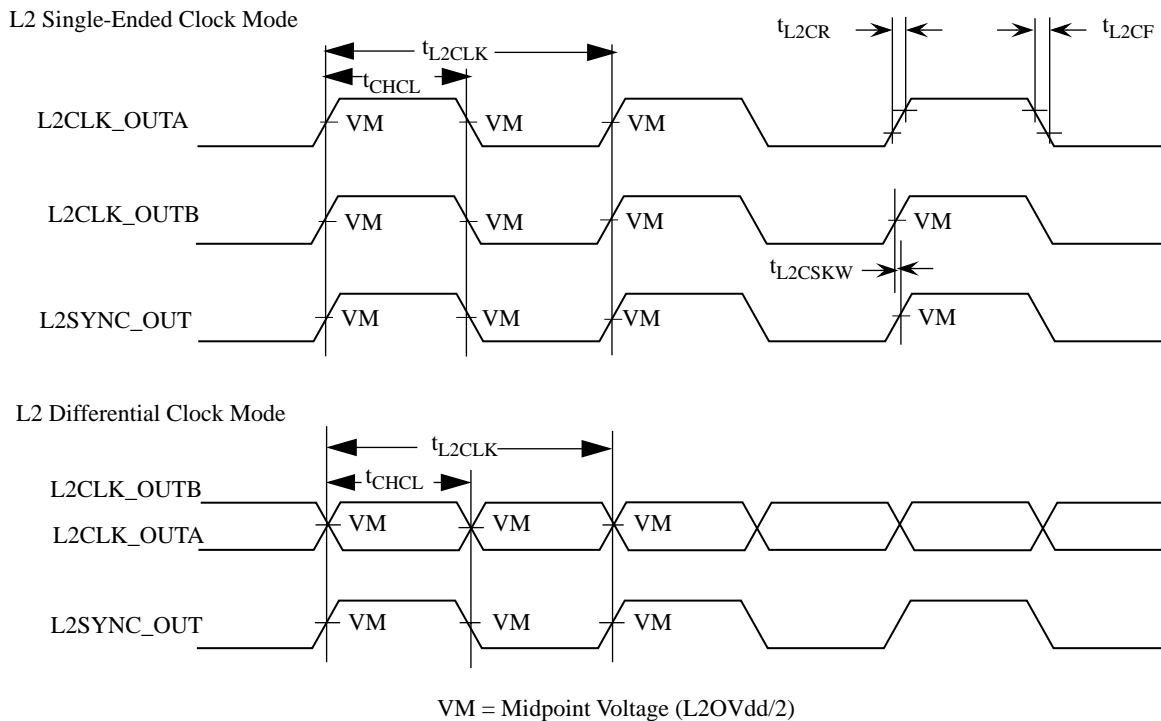 L2 Single-Ended Clock Mode
tL2CLK
tL2CR
tL2CF
tCHCL
L2CLK_OUTA
VM
VM
VM
L2CLK_OUTB
VM
VM
VM
VM
tL2CSKW
L2SYNC_OUT
VM
VM
VM
VM
L2 Differential Clock Mode
tL2CLK
tCHCL
L2CLK_OUTB
L2CLK_OUTA
VM
VM
VM
L2SYNC_OUT
VM
VM
VM
VM = Midpoint Voltage (L2OVdd/2)